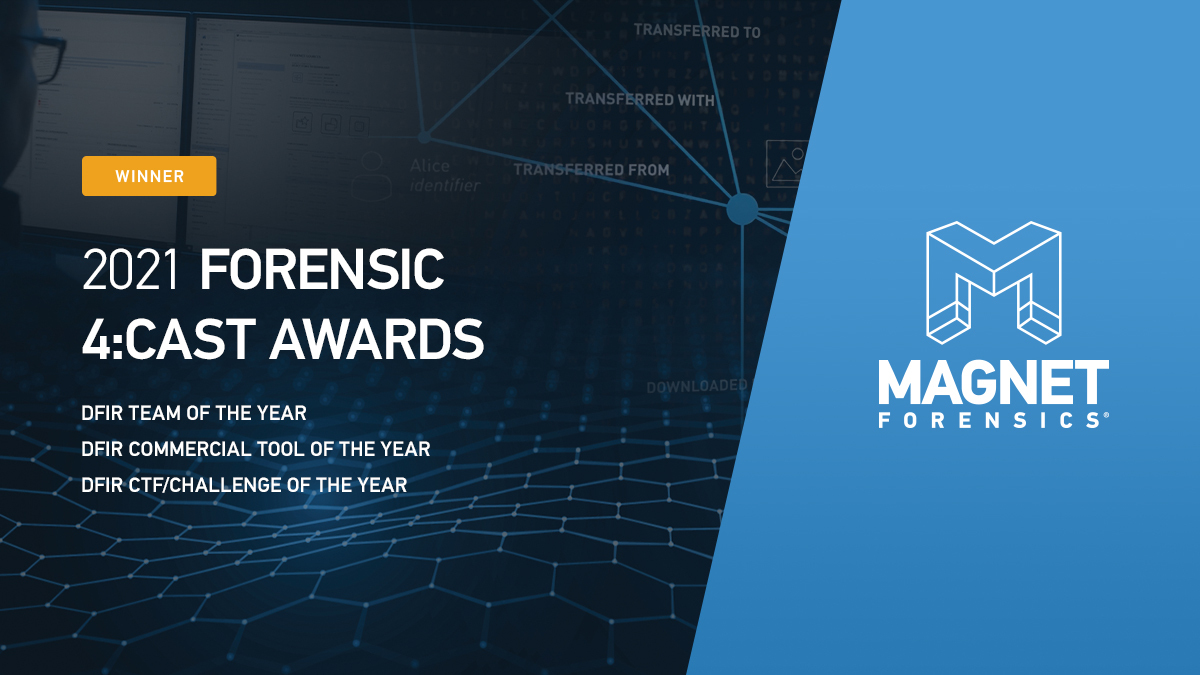 TRANSFERRED TO
TRANSFERRED WITH
TRANSFERRED FROM
Alice
identifier
WINNER
2021 FORENSIC
4:CAST AWARDS
DOWNLOADED
DFIR TEAM OF THE YEAR
DFIR COMMERCIAL TOOL OF THE YEAR
DFIR CTF/CHALLENGE OF THE YEAR
MAGNET
FORENSICS®